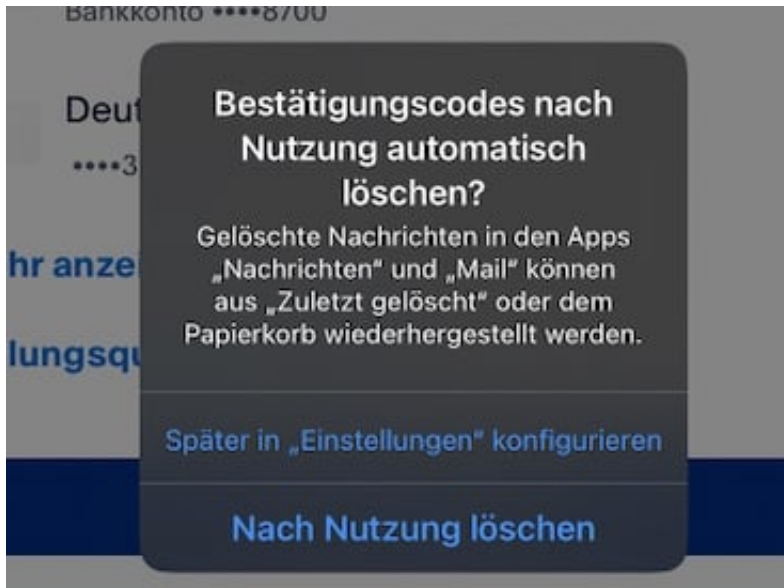 Bankkonto ••••8700
Deut
••••3
Bestätigungscodes nach
Nutzung automatisch
löschen?
Gelöschte Nachrichten in den Apps
„Nachrichten“ und „Mail“ können
aus „Zuletzt gelöscht“ oder dem
Papierkorb wiederhergestellt werden.
hr anzei
lungsqu
Später in „Einstellungen“ konfigurieren
Nach Nutzung löschen